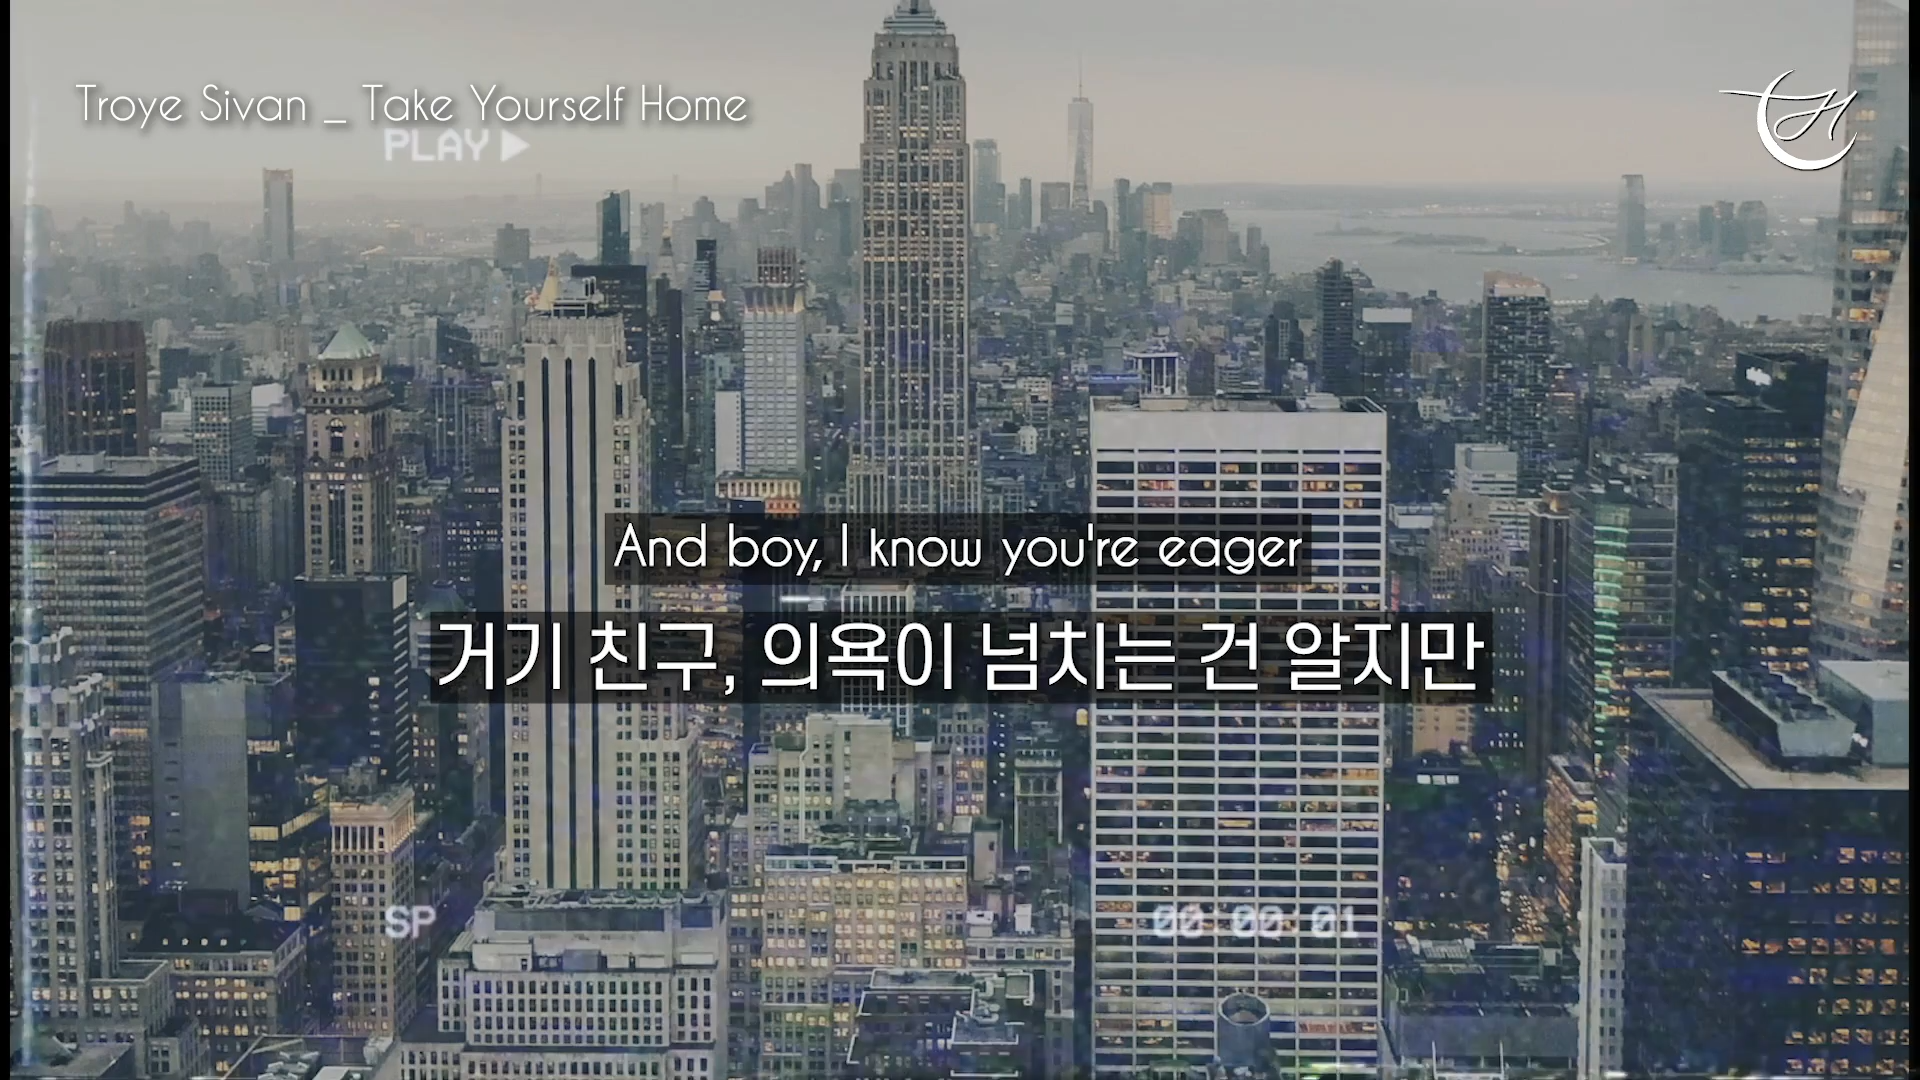 Troye Sivan _ Take Yourself Home
PLAY
And boy, I know you're eager
거기 친구, 의욕이 넘치는 건 알지만
SP
00:00:01